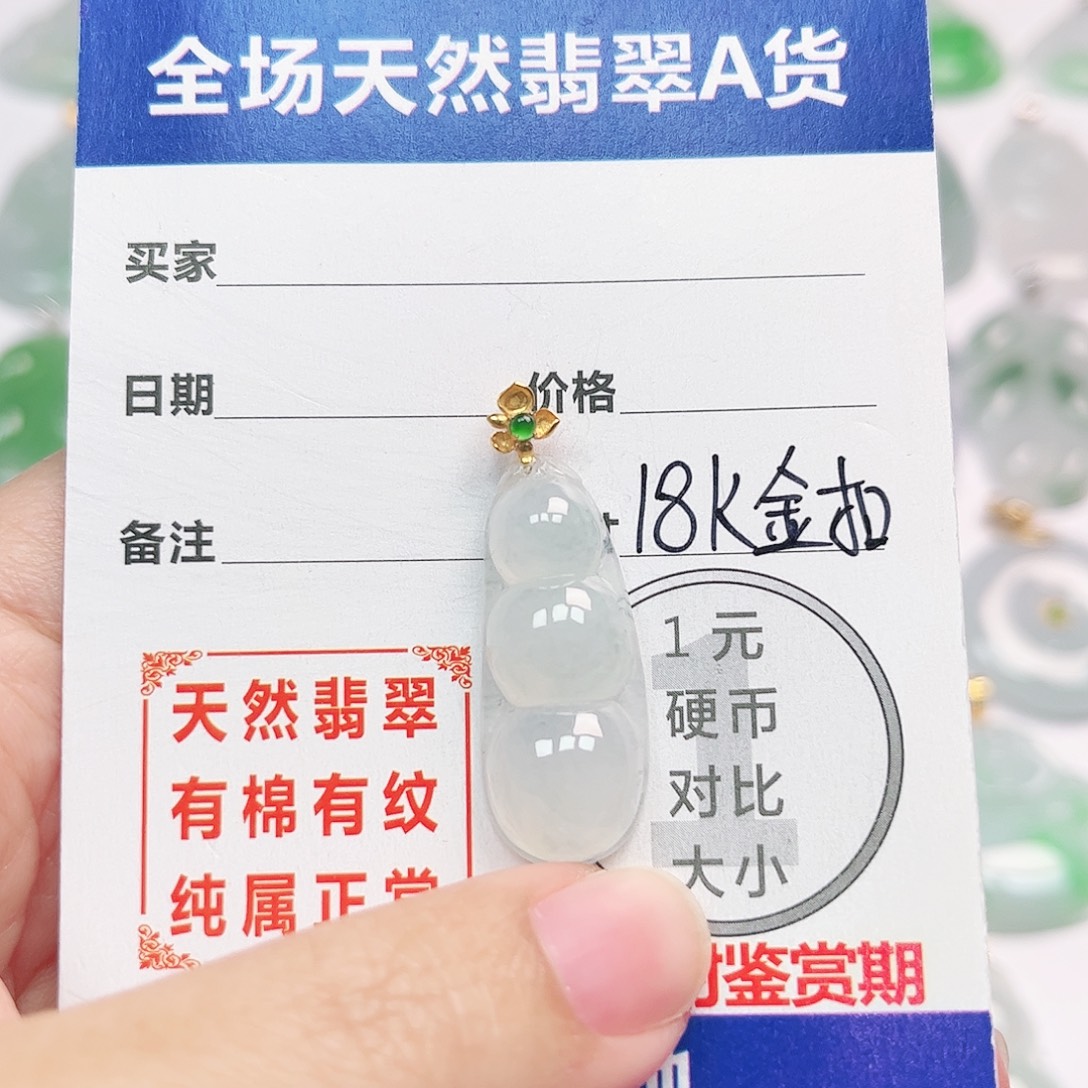 全场天然翡翠A货
买家
日期 价格
备注
18K金扣
1元
硬币
对比
大小
天然翡翠
有棉有纹
纯属正常
鉴赏期